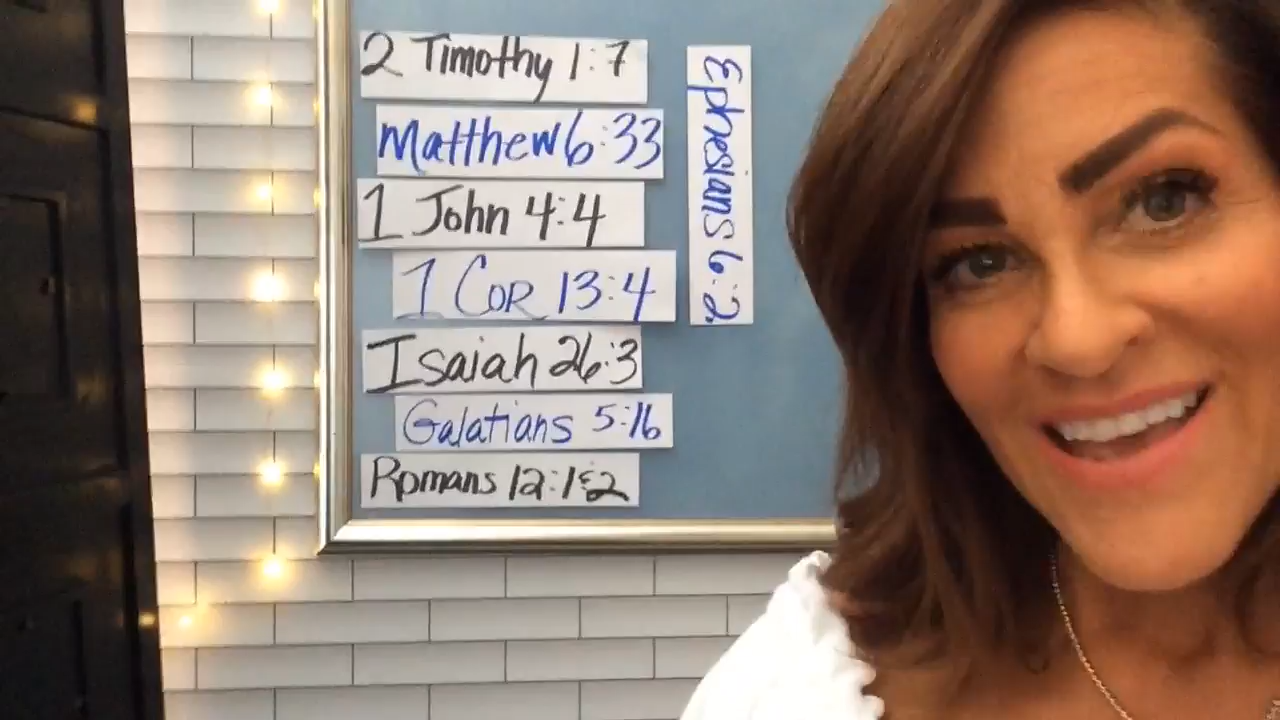 2 Timothy 1:7
Matthew 6:33
1 John 4:4
1 Cor 13:4
Isaiah 26:3
Galatians 5:16
Romans 12:1&2
Ephesians 6:2